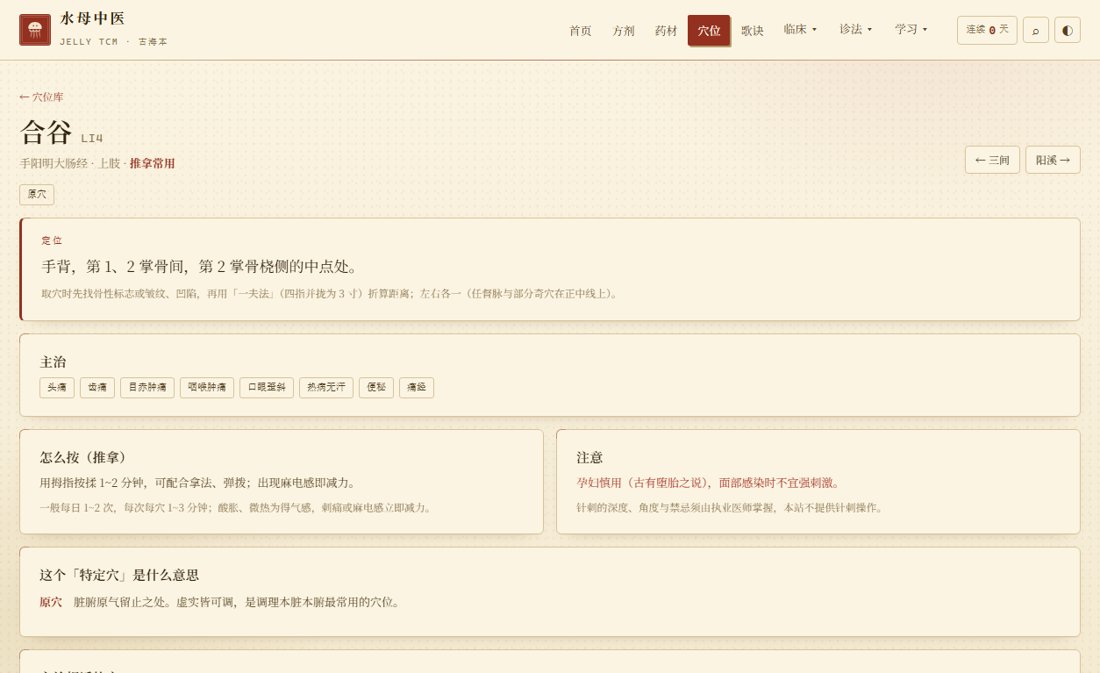 水母中医
JELLY TCM · 古海本
首页 方剂 药材 穴位 歌诀 临床 ▾ 诊法 ▾ 学习 ▾ 连续 0 天
← 穴位库
合谷 LI4
手阳明大肠经 · 上肢 · 推拿常用
← 三间 阳溪 →
原穴
定位
手背，第 1、2 掌骨间，第 2 掌骨桡侧的中点处。
取穴时先找骨性标志或皱纹、凹陷，再用「一夫法」（四指并拢为 3 寸）折算距离；左右各一（任督脉与部分奇穴在正中线上）。
主治
头痛 齿痛 目赤肿痛 咽喉肿痛 口眼歪斜 热病无汗 便秘 痛经
怎么按（推拿）
用拇指按揉 1~2 分钟，可配合拿法、弹拨；出现麻电感即减力。
一般每日 1~2 次，每次每穴 1~3 分钟；酸胀、微热为得气感，刺痛或麻电感立即减力。
注意
孕妇慎用（古有堕胎之说），面部感染时不宜强刺激。
针刺的深度、角度与禁忌须由执业医师掌握，本站不提供针刺操作。
这个「特定穴」是什么意思
原穴 脏腑原气留止之处。虚实皆可调，是调理本脏本腑最常用的穴位。